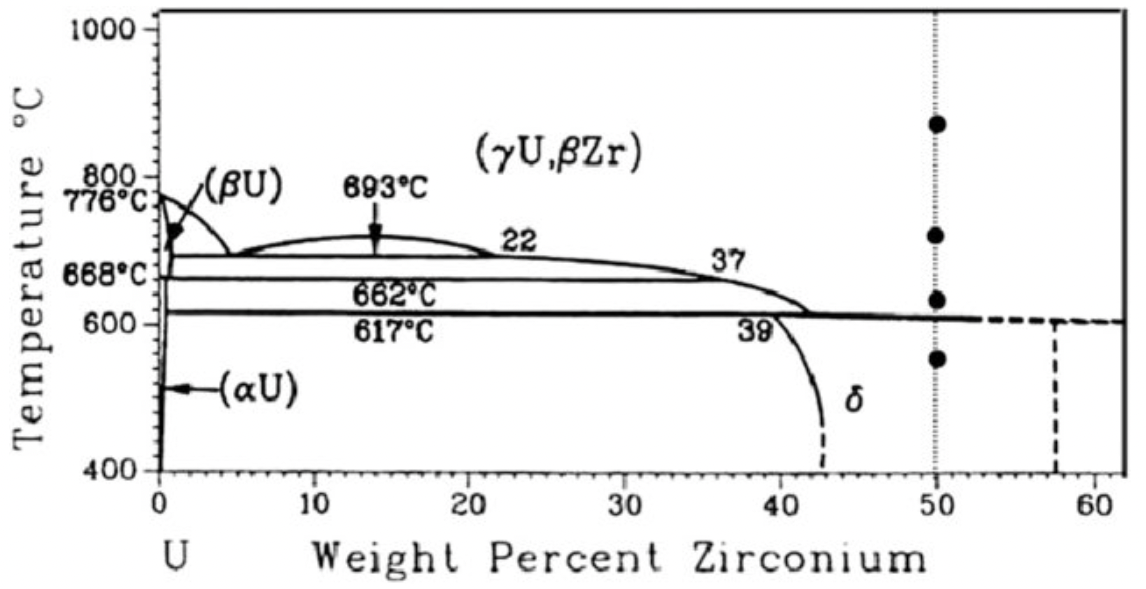 1000
Temperature °C
(γU,βZr)
800
776°C
(βU)
693°C
22
37
668°C
662°C
600
617°C
39
(αU)
δ
400
0 10 20 30 40 50 60
U Weight Percent Zirconium